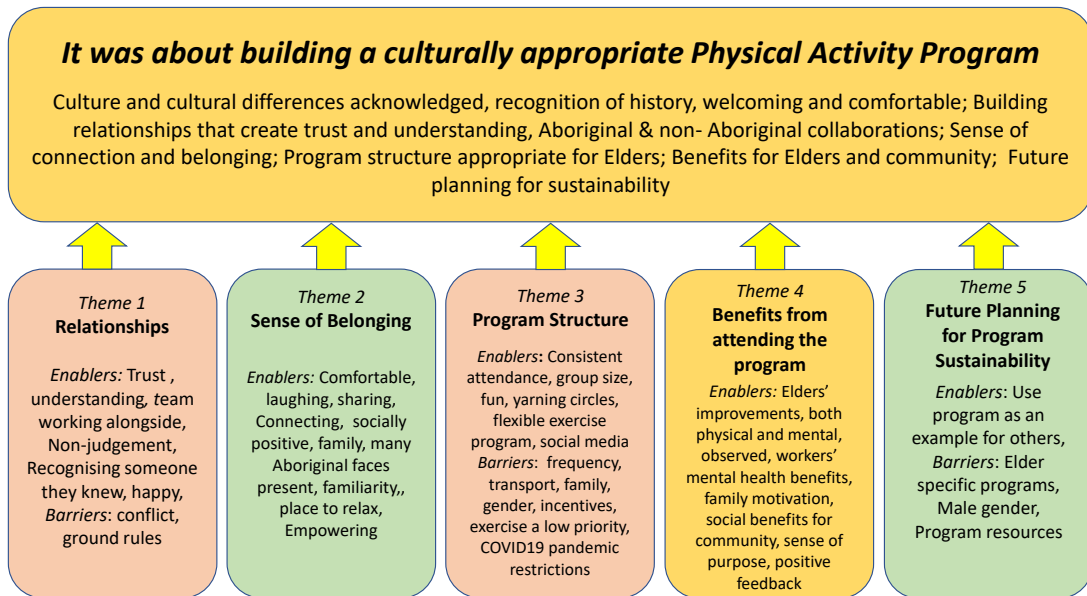 It was about building a culturally appropriate Physical Activity Program
Culture and cultural differences acknowledged, recognition of history, welcoming and comfortable; Building
relationships that create trust and understanding, Aboriginal & non- Aboriginal collaborations; Sense of
connection and belonging; Program structure appropriate for Elders; Benefits for Elders and community;  Future
planning for sustainability
Theme 1
Relationships
Enablers: Trust ,
understanding, team
working alongside,
Non-judgement,
Recognising someone
they knew, happy,
Barriers: conflict,
ground rules
Theme 2
Sense of Belonging
Enablers: Comfortable,
laughing, sharing,
Connecting,  socially
positive, family, many
Aboriginal faces
present, familiarity,,
place to relax,
Empowering
Theme 3
Program Structure
Enablers: Consistent
attendance, group size,
fun, yarning circles,
flexible exercise
program, social media
Barriers:  frequency,
transport, family,
gender, incentives,
exercise a low priority,
COVID19 pandemic
restrictions
Theme 4
Benefits from
attending the
program
Enablers: Elders’
improvements, both
physical and mental,
observed, workers’
mental health benefits,
family motivation,
social benefits for
community, sense of
purpose, positive
feedback
Theme 5
Future Planning
for Program
Sustainability
Enablers: Use
program as an
example for others,
Barriers: Elder
specific programs,
Male gender,
Program resources